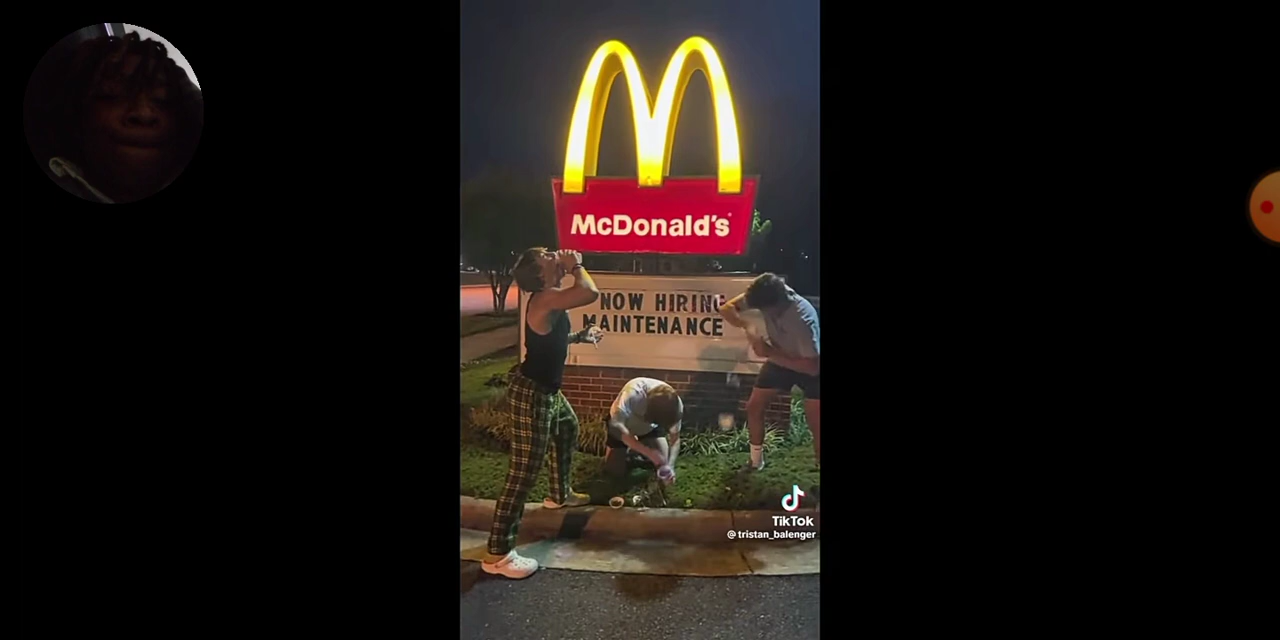 McDonald's
NOW HIRING
MAINTENANCE
TikTok
@tristan_balenger